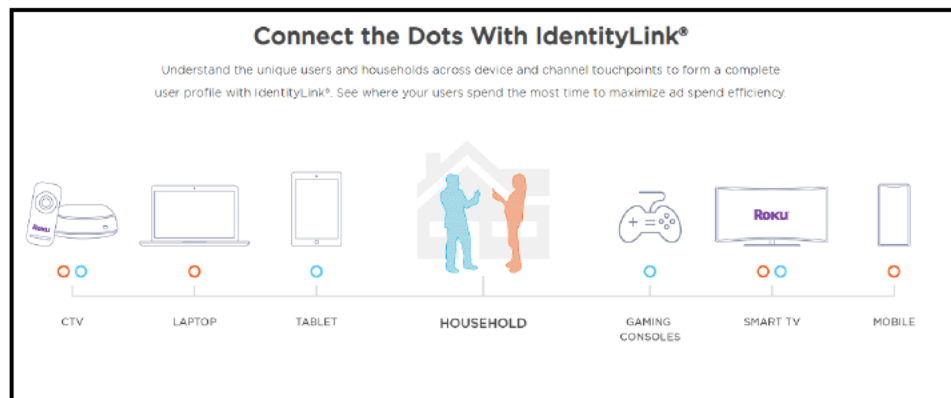 Connect the Dots With IdentityLink®
Understand the unique users and households across device and channel touchpoints to form a complete
user profile with IdentityLink®. See where your users spend the most time to maximize ad spend efficiency.
ROKU
ROKU
CTV
LAPTOP
TABLET
HOUSEHOLD
GAMING
CONSOLES
SMART TV
MOBILE